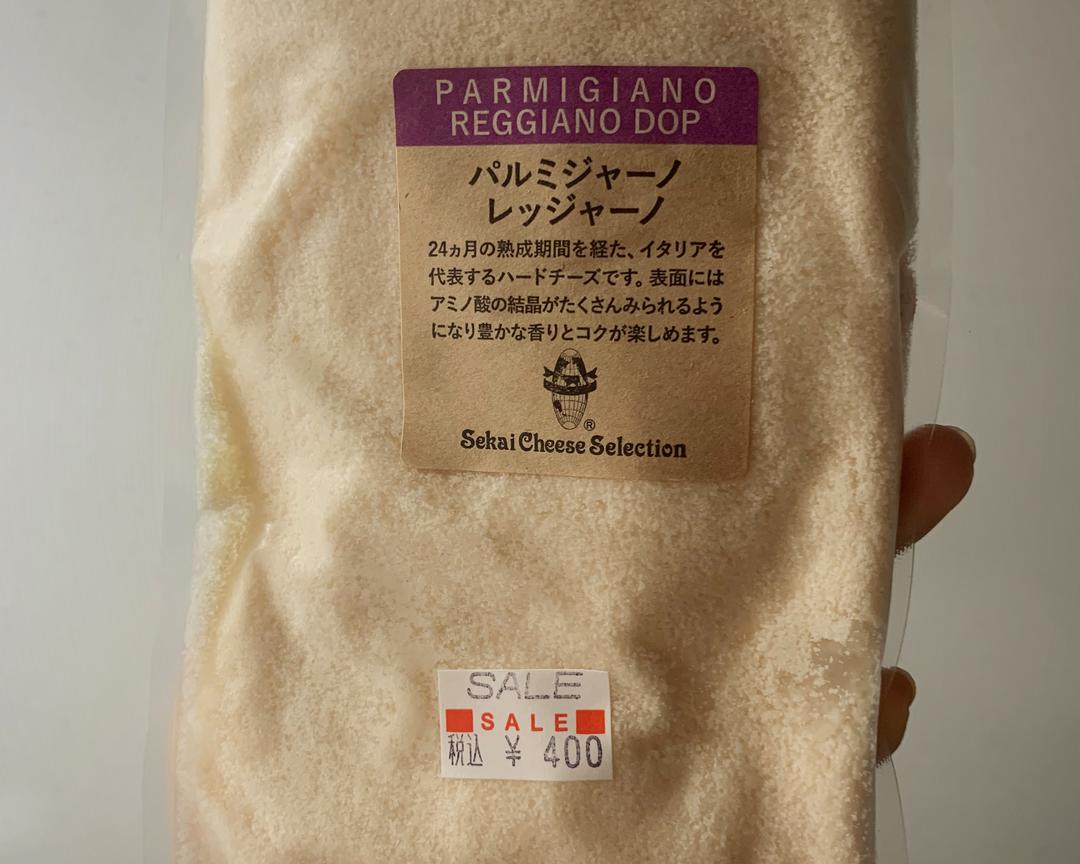 PARMIGIANO
REGGIANO DOP
パルミジャーノ
レッジャーノ
24ヵ月の熟成期間を経た、イタリアを
代表するハードチーズです。表面には
アミノ酸の結晶がたくさんみられるよう
になり豊かな香りとコクが楽しめます。
®
Sekai Cheese Selection
SALE
SALE
税込 ¥ 400